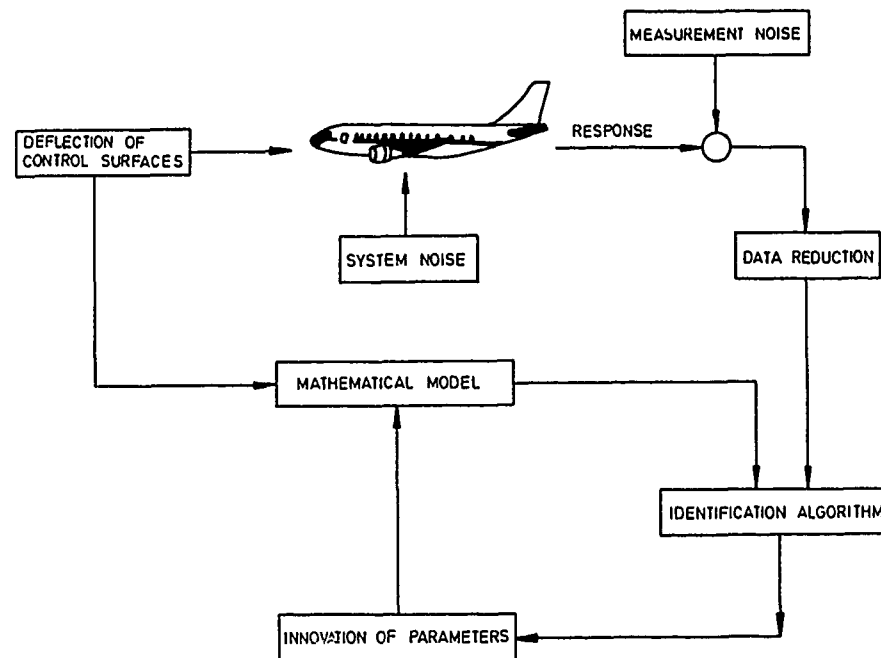 MEASUREMENT NOISE
DEFLECTION OF
CONTROL SURFACES
RESPONSE
SYSTEM NOISE
DATA REDUCTION
MATHEMATICAL MODEL
IDENTIFICATION ALGORITHM
INNOVATION OF PARAMETERS